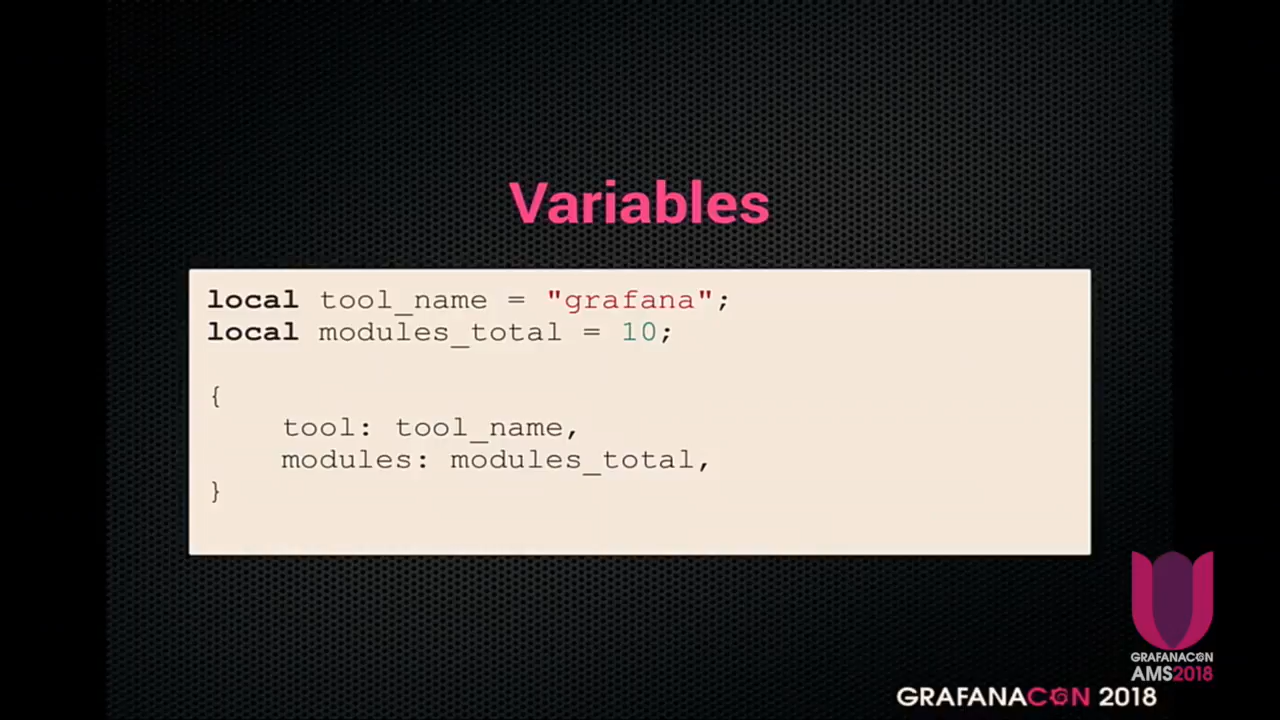 Variables
local tool_name = "grafana";
local modules_total = 10;
{
    tool: tool_name,
    modules: modules_total,
}
GRAFANACON
AMS2018
GRAFANACON 2018